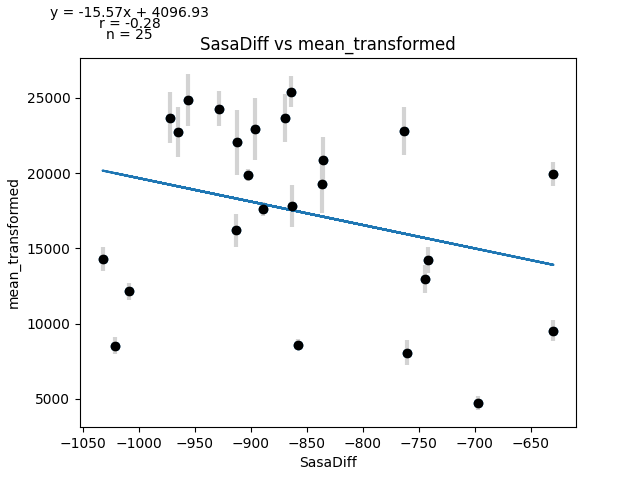 y = -15.57x + 4096.93
r = -0.28
n = 25
SasaDiff vs mean_transformed
mean_transformed
25000
20000
15000
10000
5000
−1050 −1000 −950 −900 −850 −800 −750 −700 −650
SasaDiff